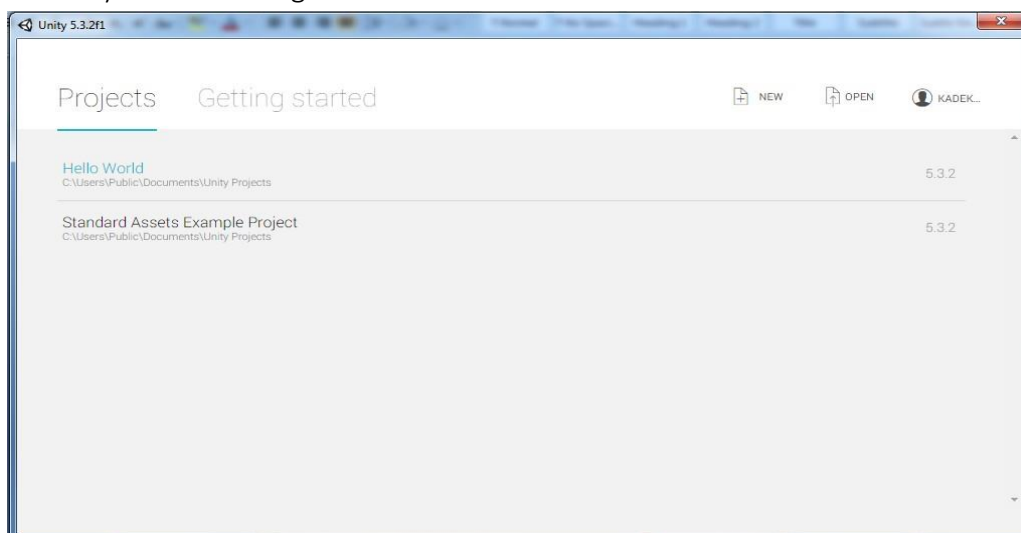 Unity 5.3.2f1
Projects Getting started NEW OPEN KADEK...
Hello World
C:\Users\Public\Documents\Unity Projects
5.3.2
Standard Assets Example Project
C:\Users\Public\Documents\Unity Projects
5.3.2